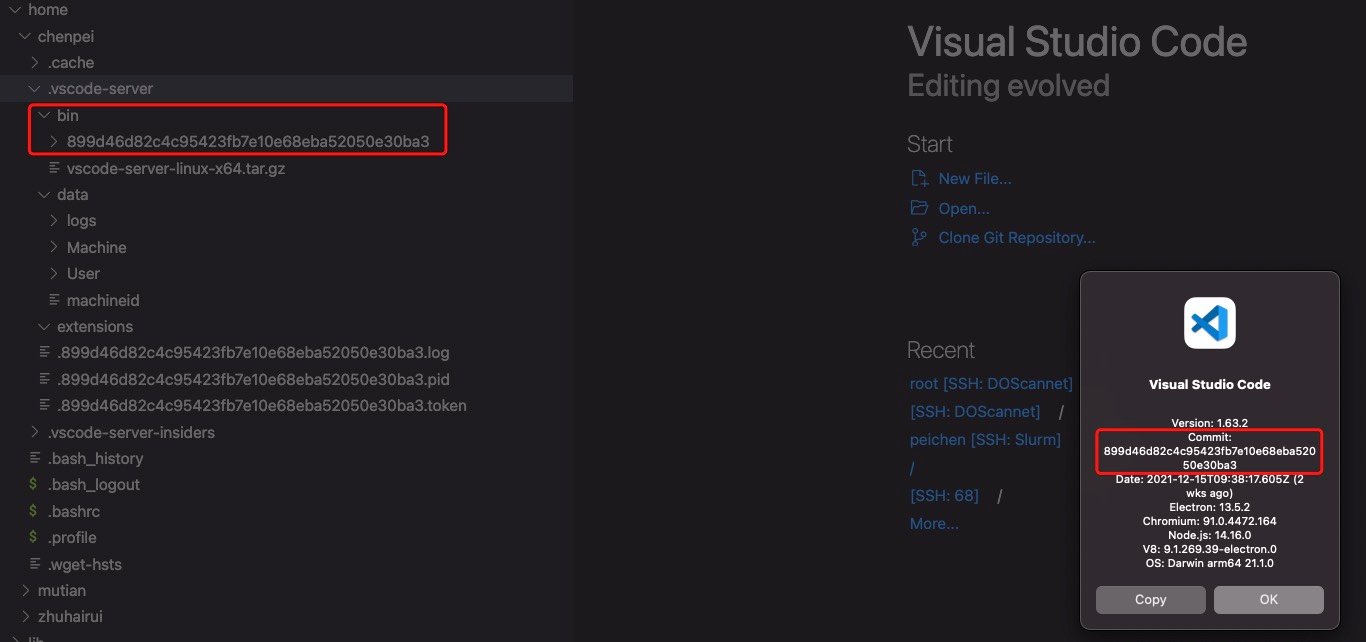 home
chenpei
.cache
.vscode-server
bin
899d46d82c4c95423fb7e10e68eba52050e30ba3
vscode-server-linux-x64.tar.gz
data
logs
Machine
User
machineid
extensions
.899d46d82c4c95423fb7e10e68eba52050e30ba3.log
.899d46d82c4c95423fb7e10e68eba52050e30ba3.pid
.899d46d82c4c95423fb7e10e68eba52050e30ba3.token
.vscode-server-insiders
.bash_history
$ .bash_logout
$ .bashrc
$ .profile
.wget-hsts
mutian
zhuhairui
lib
Visual Studio Code
Editing evolved
Start
New File...
Open...
Clone Git Repository...
Recent
root [SSH: DOScannet]
[SSH: DOScannet] /
peichen [SSH: Slurm]
/
[SSH: 68] /
More...
Visual Studio Code
Version: 1.63.2
Commit:
899d46d82c4c95423fb7e10e68eba520
50e30ba3
Date: 2021-12-15T09:38:17.605Z (2
wks ago)
Electron: 13.5.2
Chromium: 91.0.4472.164
Node.js: 14.16.0
V8: 9.1.269.39-electron.0
OS: Darwin arm64 21.1.0
Copy
OK